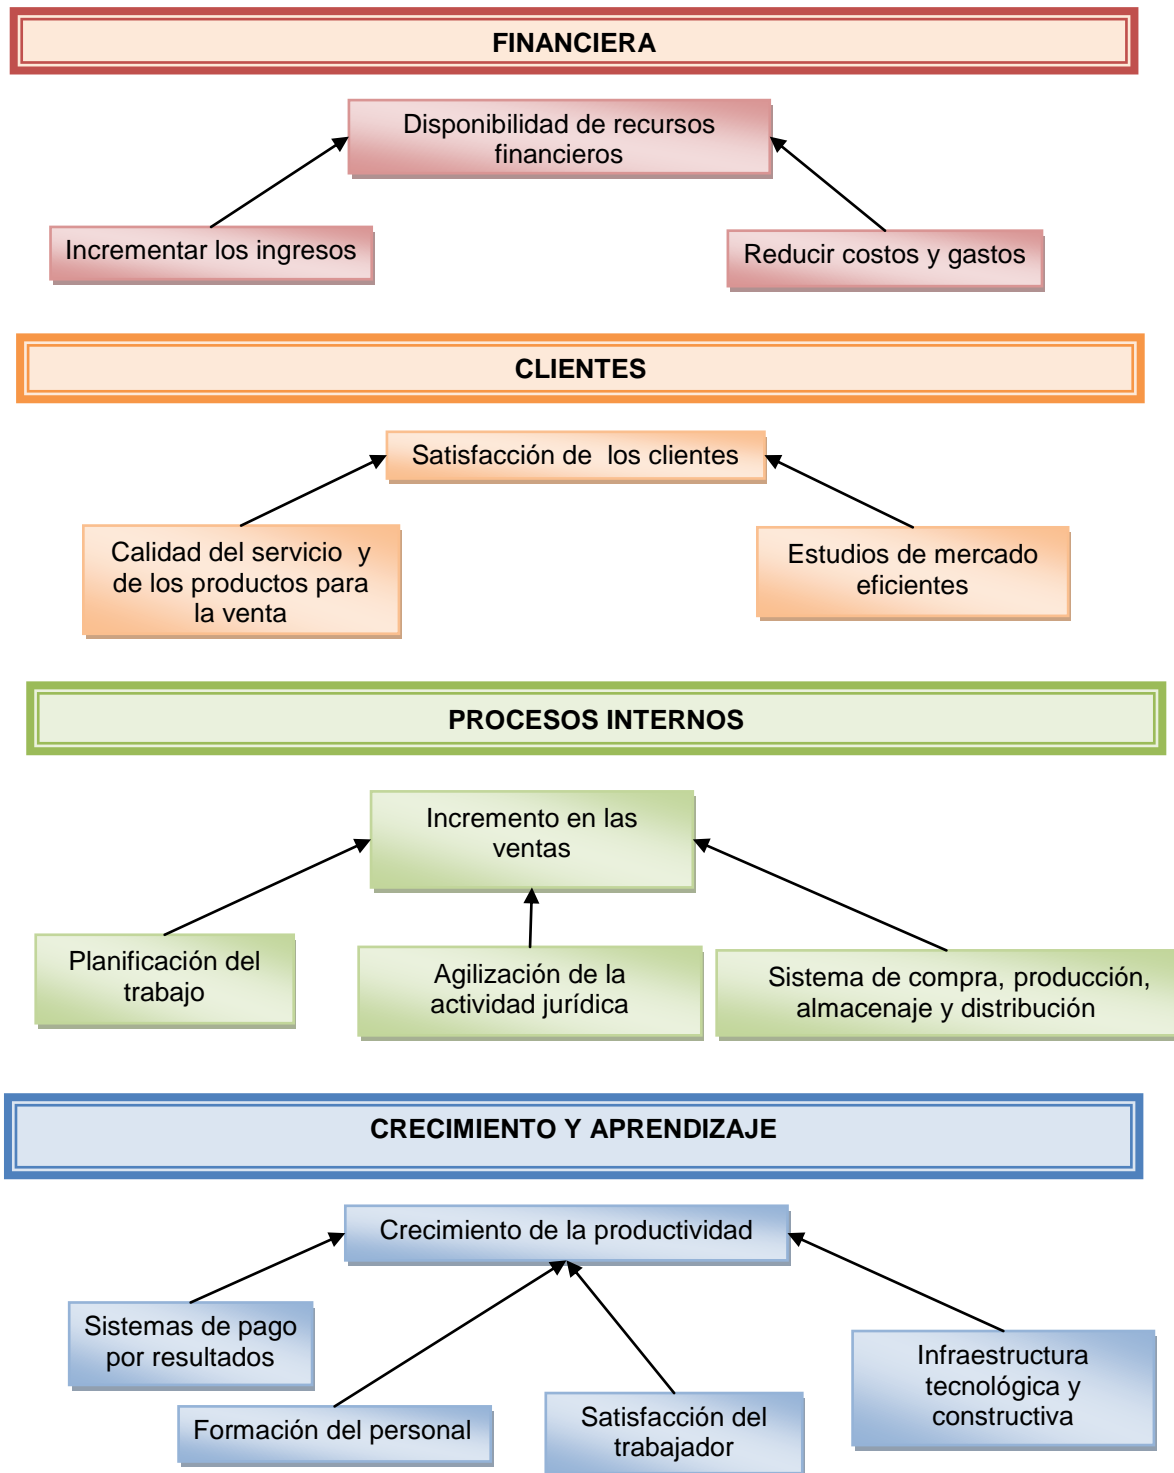 FINANCIERA
Disponibilidad de recursos
financieros
Incrementar los ingresos
Reducir costos y gastos
CLIENTES
Satisfacción de los clientes
Calidad del servicio y
de los productos para
la venta
Estudios de mercado
eficientes
PROCESOS INTERNOS
Incremento en las
ventas
Planificación del
trabajo
Agilización de la
actividad jurídica
Sistema de compra, producción,
almacenaje y distribución
CRECIMIENTO Y APRENDIZAJE
Crecimiento de la productividad
Sistemas de pago
por resultados
Formación del personal
Satisfacción del
trabajador
Infraestructura
tecnológica y
constructiva